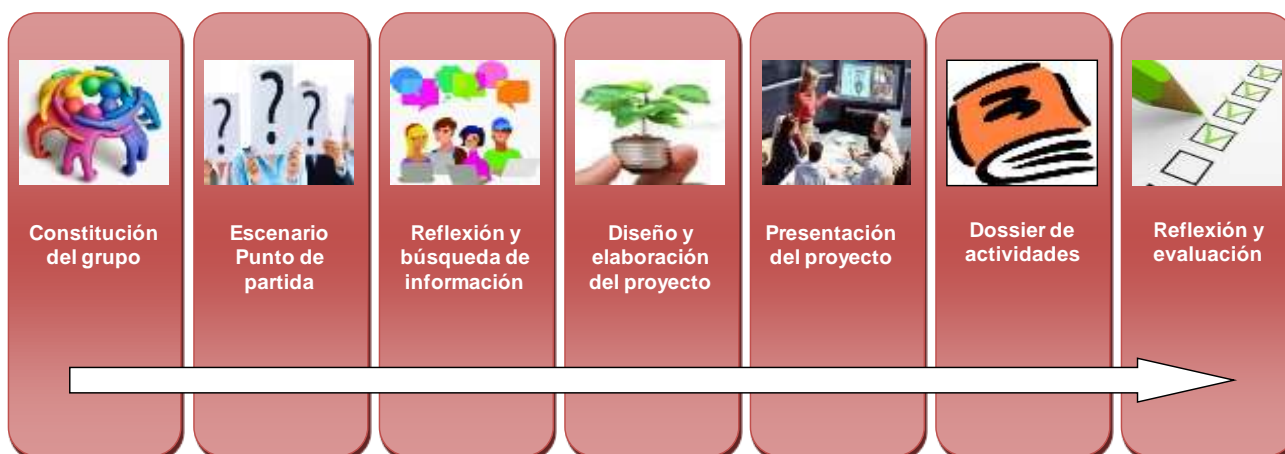 Constitución
del grupo
Escenario
Punto de
partida
Reflexión y
búsqueda de
información
Diseño y
elaboración
del proyecto
Presentación
del proyecto
Dossier de
actividades
Reflexión y
evaluación